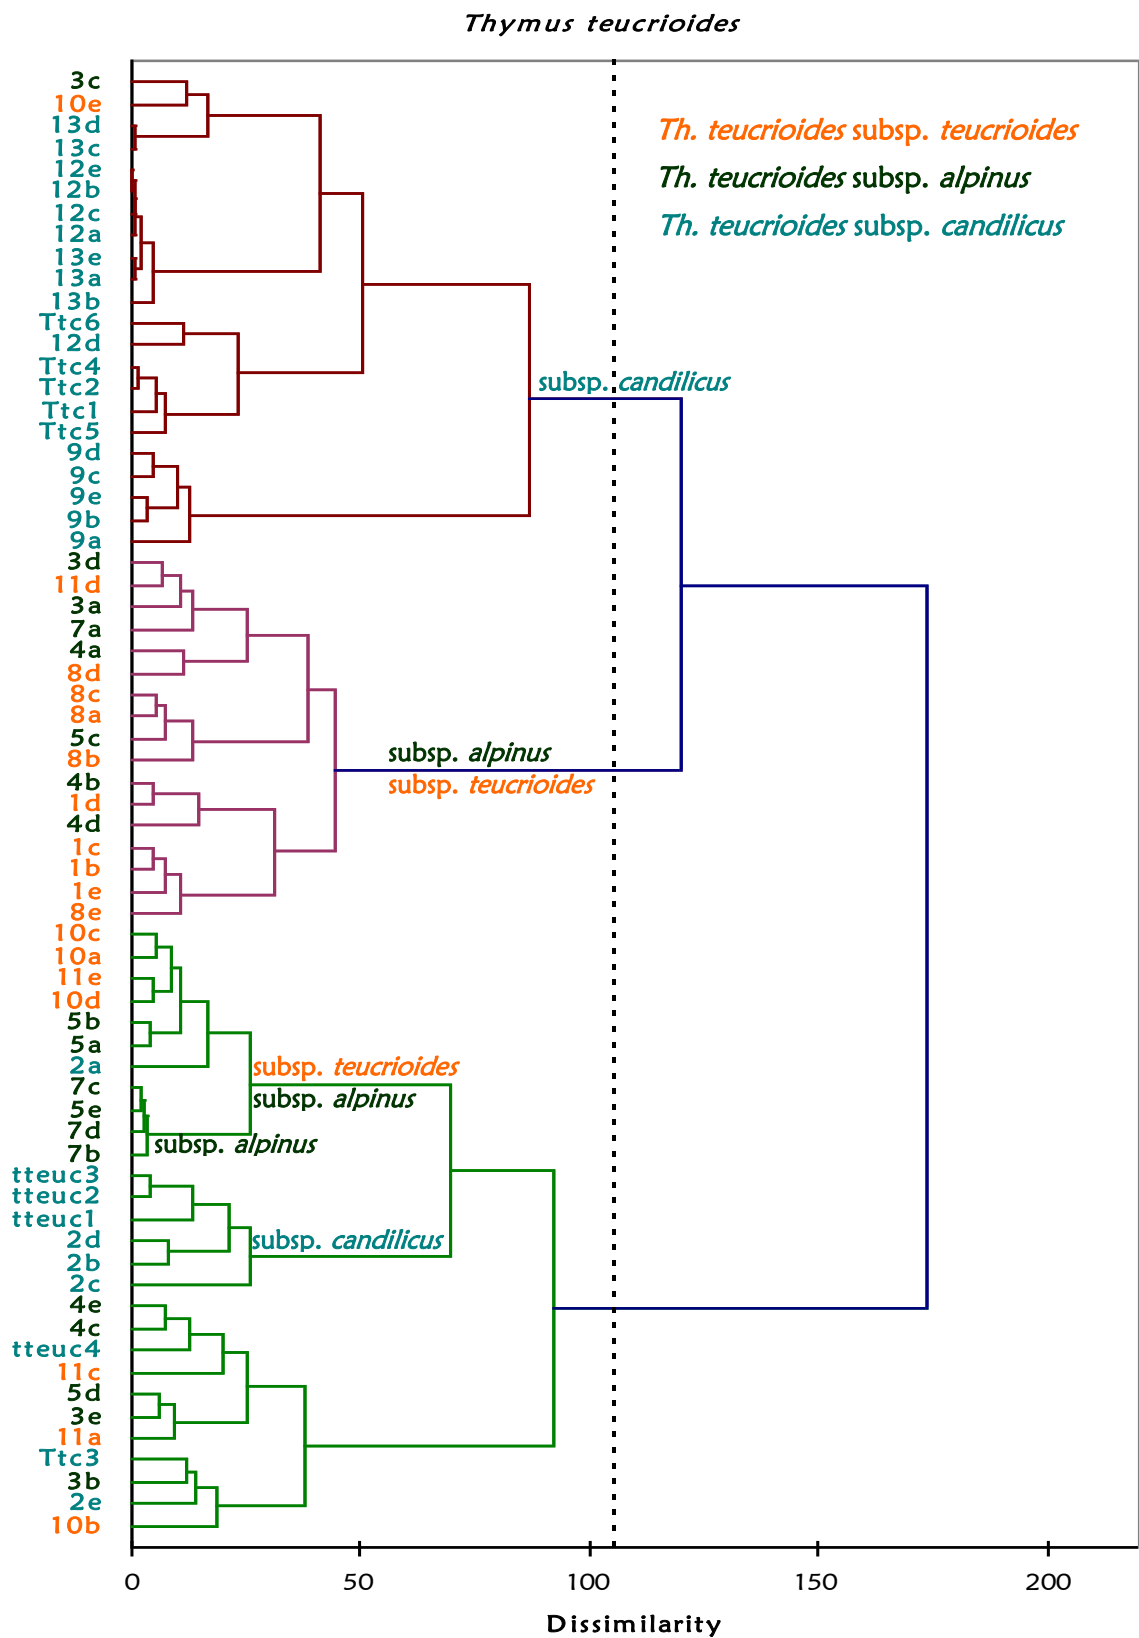 Thymus teucrioides
Th. teucrioides subsp. teucrioides
Th. teucrioides subsp. alpinus
Th. teucrioides subsp. candilicus
3c
10e
13d
13c
12e
12b
12c
12a
13e
13a
13b
Ttc6
12d
Ttc4
Ttc2
subsp. candilicus
Ttc1
Ttc5
9d
9c
9e
9b
9a
3d
11d
3a
7a
4a
8d
8c
8a
5c
8b
subsp. alpinus
subsp. teucrioides
4b
1d
4d
1c
1b
1e
8e
10c
10a
11e
10d
5b
5a
2a
subsp. teucrioides
7c
subsp. alpinus
5e
7d
7b
subsp. alpinus
tteuc3
tteuc2
tteuc1
2d
subsp. candilicus
2b
2c
4e
4c
tteuc4
11c
5d
3e
11a
Ttc3
3b
2e
10b
0 50 100 150 200
Dissimilarity